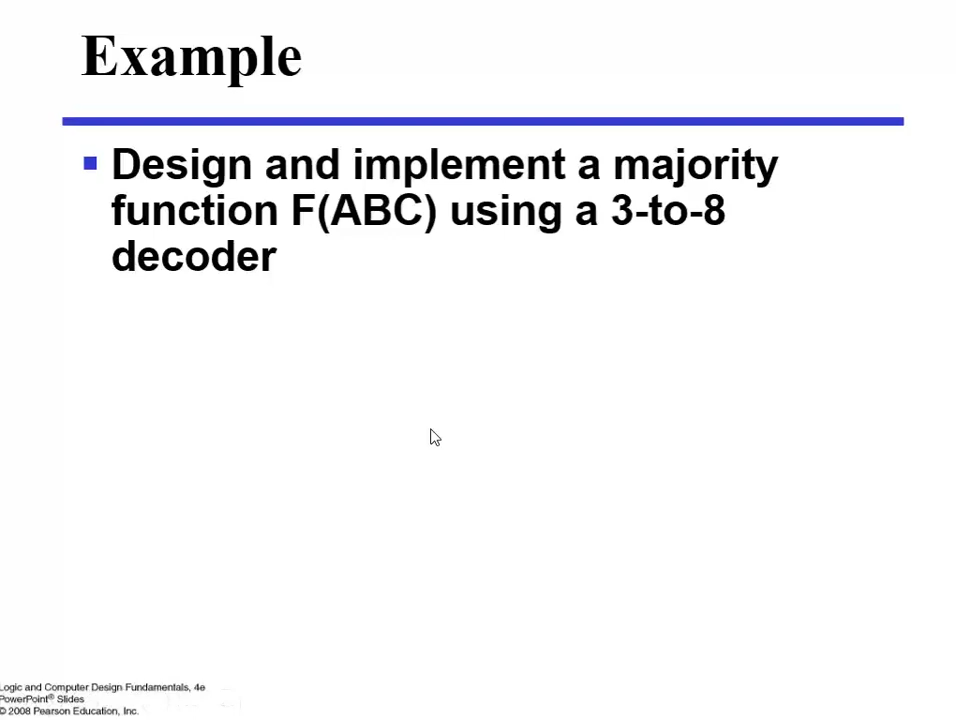 Example
Design and implement a majority
function F(ABC) using a 3-to-8
decoder
Logic and Computer Design Fundamentals, 4e
PowerPoint® Slides
© 2008 Pearson Education, Inc.